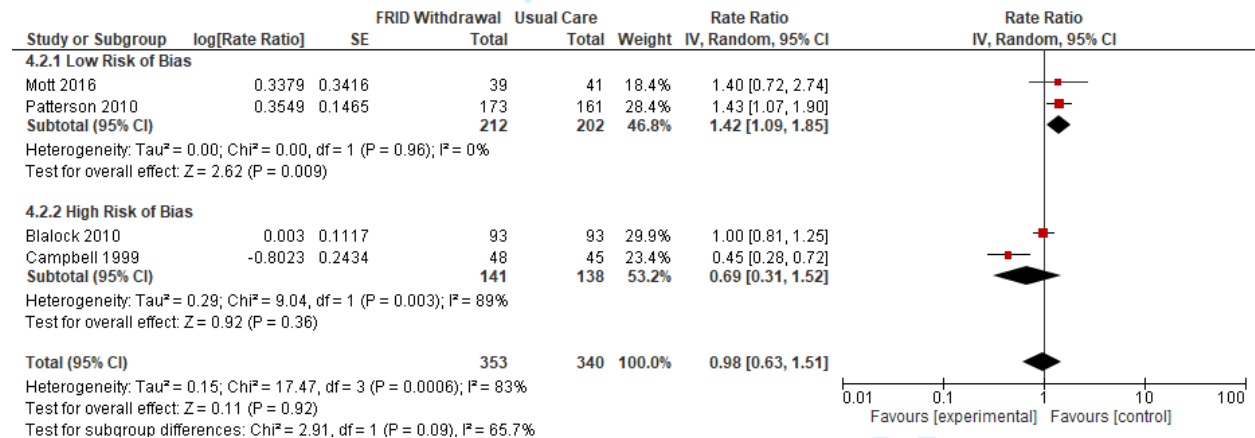 FRID Withdrawal Usual Care Rate Ratio Rate Ratio
Study or Subgroup log[Rate Ratio] SE Total Total Weight IV, Random, 95% CI IV, Random, 95% CI
4.2.1 Low Risk of Bias
Mott 2016 0.3379 0.3416 39 41 18.4% 1.40 [0.72, 2.74]
Patterson 2010 0.3549 0.1465 173 161 28.4% 1.43 [1.07, 1.90]
Subtotal (95% CI) 212 202 46.8% 1.42 [1.09, 1.85]
Heterogeneity: Tau² = 0.00; Chi² = 0.00, df = 1 (P = 0.96); I² = 0%
Test for overall effect: Z = 2.62 (P = 0.009)
4.2.2 High Risk of Bias
Blalock 2010 0.003 0.1117 93 93 29.9% 1.00 [0.81, 1.25]
Campbell 1999 -0.8023 0.2434 48 45 23.4% 0.45 [0.28, 0.72]
Subtotal (95% CI) 141 138 53.2% 0.69 [0.31, 1.52]
Heterogeneity: Tau² = 0.29; Chi² = 9.04, df = 1 (P = 0.003); I² = 89%
Test for overall effect: Z = 0.92 (P = 0.36)
Total (95% CI) 353 340 100.0% 0.98 [0.63, 1.51]
Heterogeneity: Tau² = 0.15; Chi² = 17.47, df = 3 (P = 0.0006); I² = 83%
Test for overall effect: Z = 0.11 (P = 0.92)
Test for subgroup differences: Chi² = 2.91, df = 1 (P = 0.09), I² = 65.7%
0.01 0.1 1 10 100
Favours [experimental] Favours [control]